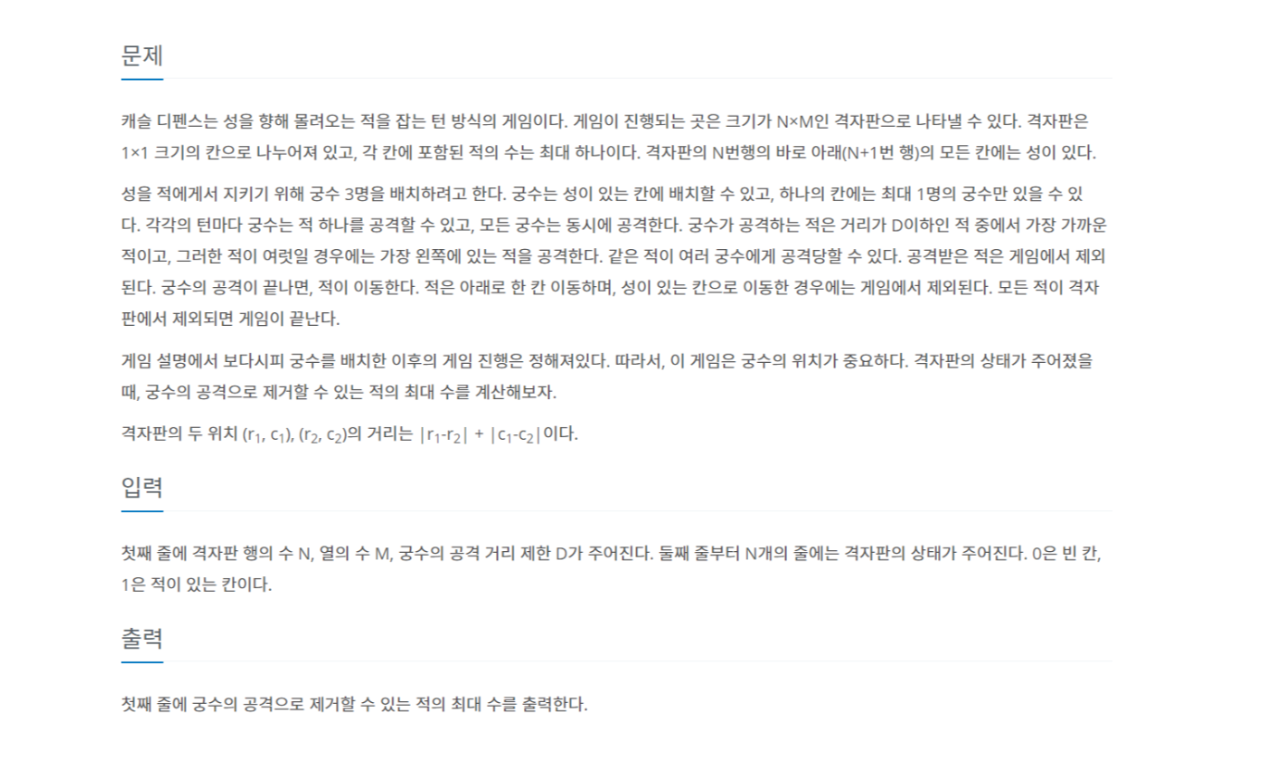 문제
캐슬 디펜스는 성을 향해 몰려오는 적을 잡는 턴 방식의 게임이다. 게임이 진행되는 곳은 크기가 N×M인 격자판으로 나타낼 수 있다. 격자판은
1×1 크기의 칸으로 나누어져 있고, 각 칸에 포함된 적의 수는 최대 하나이다. 격자판의 N번행의 바로 아래(N+1번 행)의 모든 칸에는 성이 있다.
성을 적에게서 지키기 위해 궁수 3명을 배치하려고 한다. 궁수는 성이 있는 칸에 배치할 수 있고, 하나의 칸에는 최대 1명의 궁수만 있을 수 있
다. 각각의 턴마다 궁수는 적 하나를 공격할 수 있고, 모든 궁수는 동시에 공격한다. 궁수가 공격하는 적은 거리가 D이하인 적 중에서 가장 가까운
적이고, 그러한 적이 여럿일 경우에는 가장 왼쪽에 있는 적을 공격한다. 같은 적이 여러 궁수에게 공격당할 수 있다. 공격받은 적은 게임에서 제외
된다. 궁수의 공격이 끝나면, 적이 이동한다. 적은 아래로 한 칸 이동하며, 성이 있는 칸으로 이동한 경우에는 게임에서 제외된다. 모든 적이 격자
판에서 제외되면 게임이 끝난다.
게임 설명에서 보다시피 궁수를 배치한 이후의 게임 진행은 정해져있다. 따라서, 이 게임은 궁수의 위치가 중요하다. 격자판의 상태가 주어졌을
때, 궁수의 공격으로 제거할 수 있는 적의 최대 수를 계산해보자.
격자판의 두 위치 (r₁, c₁), (r₂, c₂)의 거리는 |r₁-r₂| + |c₁-c₂|이다.
입력
첫째 줄에 격자판 행의 수 N, 열의 수 M, 궁수의 공격 거리 제한 D가 주어진다. 둘째 줄부터 N개의 줄에는 격자판의 상태가 주어진다. 0은 빈 칸,
1은 적이 있는 칸이다.
출력
첫째 줄에 궁수의 공격으로 제거할 수 있는 적의 최대 수를 출력한다.